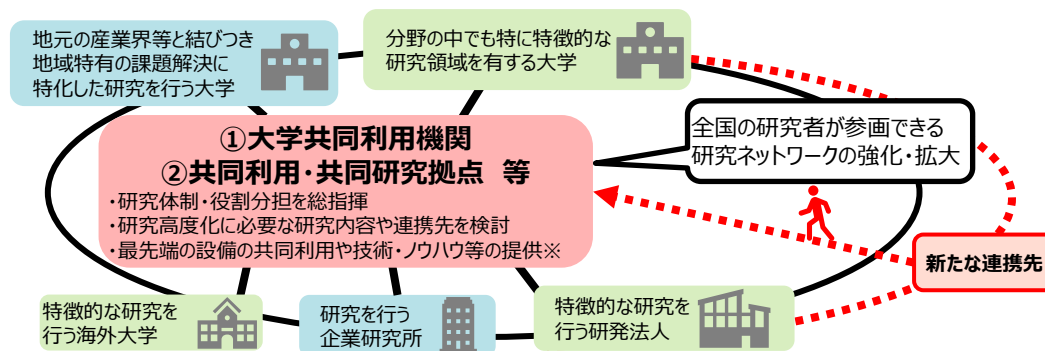 地元の産業界等と結びつき
地域特有の課題解決に
特化した研究を行う大学
分野の中でも特に特徴的な
研究領域を有する大学
全国の研究者が参画できる
研究ネットワークの強化・拡大
①大学共同利用機関
②共同利用・共同研究拠点 等
・研究体制・役割分担を総指揮
・研究高度化に必要な研究内容や連携先を検討
・最先端の設備の共同利用や技術・ノウハウ等の提供※
新たな連携先
特徴的な研究を
行う海外大学
研究を行う
企業研究所
特徴的な研究を
行う研発法人